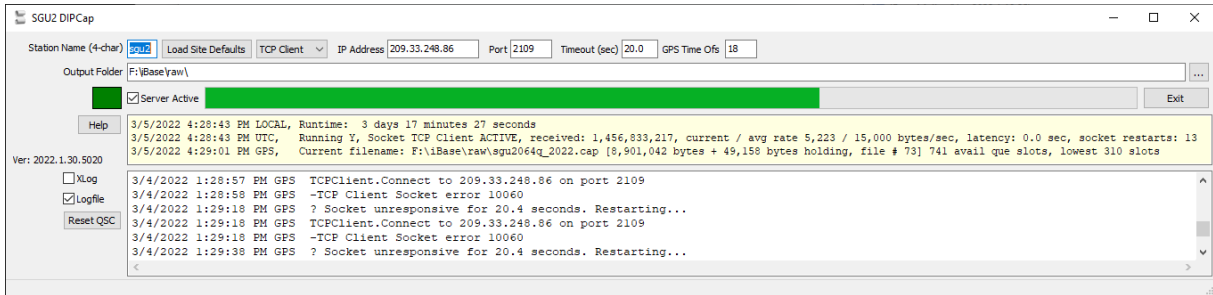 SGU2 DIPCap
Station Name (4-char) sgu2 Load Site Defaults TCP Client IP Address 209.33.248.86 Port 2109 Timeout (sec) 20.0 GPS Time Ofs 18
Output Folder F:\iBase\raw\ ...
Server Active Exit
Help
3/5/2022 4:28:43 PM LOCAL, Runtime: 3 days 17 minutes 27 seconds
3/5/2022 4:28:43 PM UTC, Running Y, Socket TCP Client ACTIVE, received: 1,456,833,217, current / avg rate 5,223 / 15,000 bytes/sec, latency: 0.0 sec, socket restarts: 13
3/5/2022 4:29:01 PM GPS, Current filename: F:\iBase\raw\sgu2064q_2022.cap [8,901,042 bytes + 49,158 bytes holding, file # 73] 741 avail que slots, lowest 310 slots
Ver: 2022.1.30.5020
XLog
Logfile
Reset QSC
3/4/2022 1:28:57 PM GPS TCPClient.Connect to 209.33.248.86 on port 2109
3/4/2022 1:28:58 PM GPS -TCP Client Socket error 10060
3/4/2022 1:29:18 PM GPS ? Socket unresponsive for 20.4 seconds. Restarting...
3/4/2022 1:29:18 PM GPS TCPClient.Connect to 209.33.248.86 on port 2109
3/4/2022 1:29:18 PM GPS -TCP Client Socket error 10060
3/4/2022 1:29:38 PM GPS ? Socket unresponsive for 20.4 seconds. Restarting...